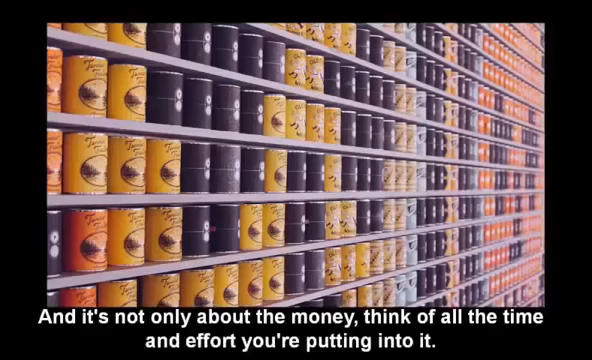 And it's not only about the money, think of all the time
and effort you're putting into it.